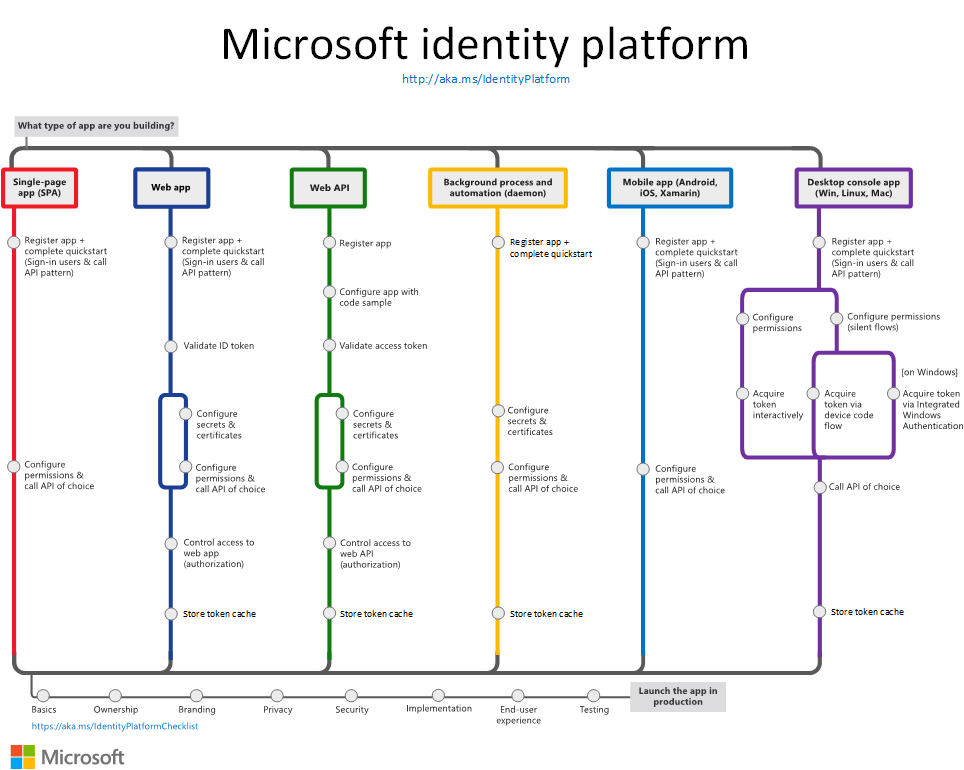 Microsoft identity platform
http://aka.ms/IdentityPlatform
What type of app are you building?
Single-page
app (SPA)
Web app
Web API
Background process and
automation (daemon)
Mobile app (Android,
iOS, Xamarin)
Desktop console app
(Win, Linux, Mac)
Register app +
complete quickstart
(Sign-in users & call
API pattern)
Configure
permissions &
call API of choice
Register app +
complete quickstart
(Sign-in users & call
API pattern)
Validate ID token
Configure
secrets &
certificates
Configure
permissions &
call API of choice
Control access to
web app
(authorization)
Store token cache
Register app
Configure app with
code sample
Validate access token
Configure
secrets &
certificates
Configure
permissions &
call API of choice
Control access to
web API
(authorization)
Store token cache
Register app +
complete quickstart
Configure
secrets &
certificates
Configure
permissions &
call API of choice
Store token cache
Register app +
complete quickstart
(Sign-in users & call
API pattern)
Configure
permissions &
call API of choice
Register app +
complete quickstart
(Sign-in users & call
API pattern)
Configure
permissions
Configure permissions
(silent flows)
[on Windows]
Acquire
token
interactively
Acquire
token via
device code
flow
Acquire token
via Integrated
Windows
Authentication
Call API of choice
Store token cache
Basics
Ownership
Branding
Privacy
Security
Implementation
End-user
experience
Testing
Launch the app in
production
https://aka.ms/IdentityPlatformChecklist
Microsoft